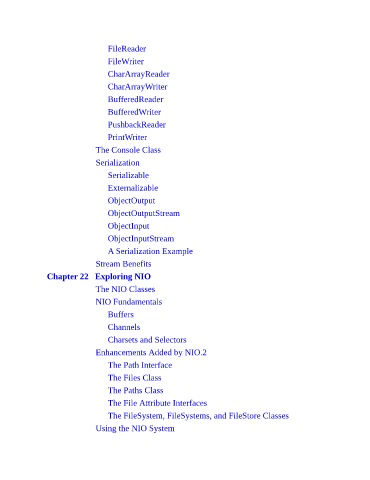 FileReader
FileWriter
CharArrayReader
CharArrayWriter
BufferedReader
BufferedWriter
PushbackReader
PrintWriter
The Console Class
Serialization
Serializable
Externalizable
ObjectOutput
ObjectOutputStream
ObjectInput
ObjectInputStream
A Serialization Example
Stream Benefits
Chapter 22 Exploring NIO
The NIO Classes
NIO Fundamentals
Buffers
Channels
Charsets and Selectors
Enhancements Added by NIO.2
The Path Interface
The Files Class
The Paths Class
The File Attribute Interfaces
The FileSystem, FileSystems, and FileStore Classes
Using the NIO System